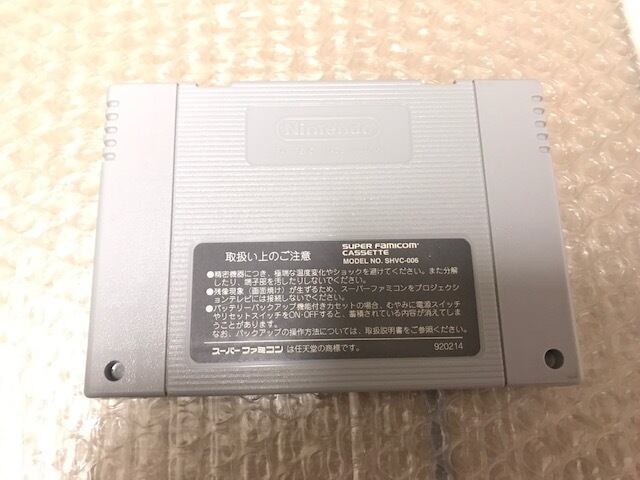 Nintendo
取扱い上のご注意
SUPER FAMICOM
CASSETTE
MODEL NO. SHVC-006
●精密機器につき、極端な温度変化やショックを避けてください。また分解
したり、端子部を汚したりしないでください。
●残像現象（画面焼け）が生ずるため、スーパーファミコンをプロジェクショ
ンテレビには接続しないでください。
●バッテリーバックアップ機能付きカセットの場合、むやみに電源スイッチ
やリセットスイッチをON・OFFすると、蓄積されている内容が消えてしま
うことがあります。
なお、バックアップの操作方法については、取扱説明書をご参照ください。
スーパーファミコンは任天堂の商標です。
920214